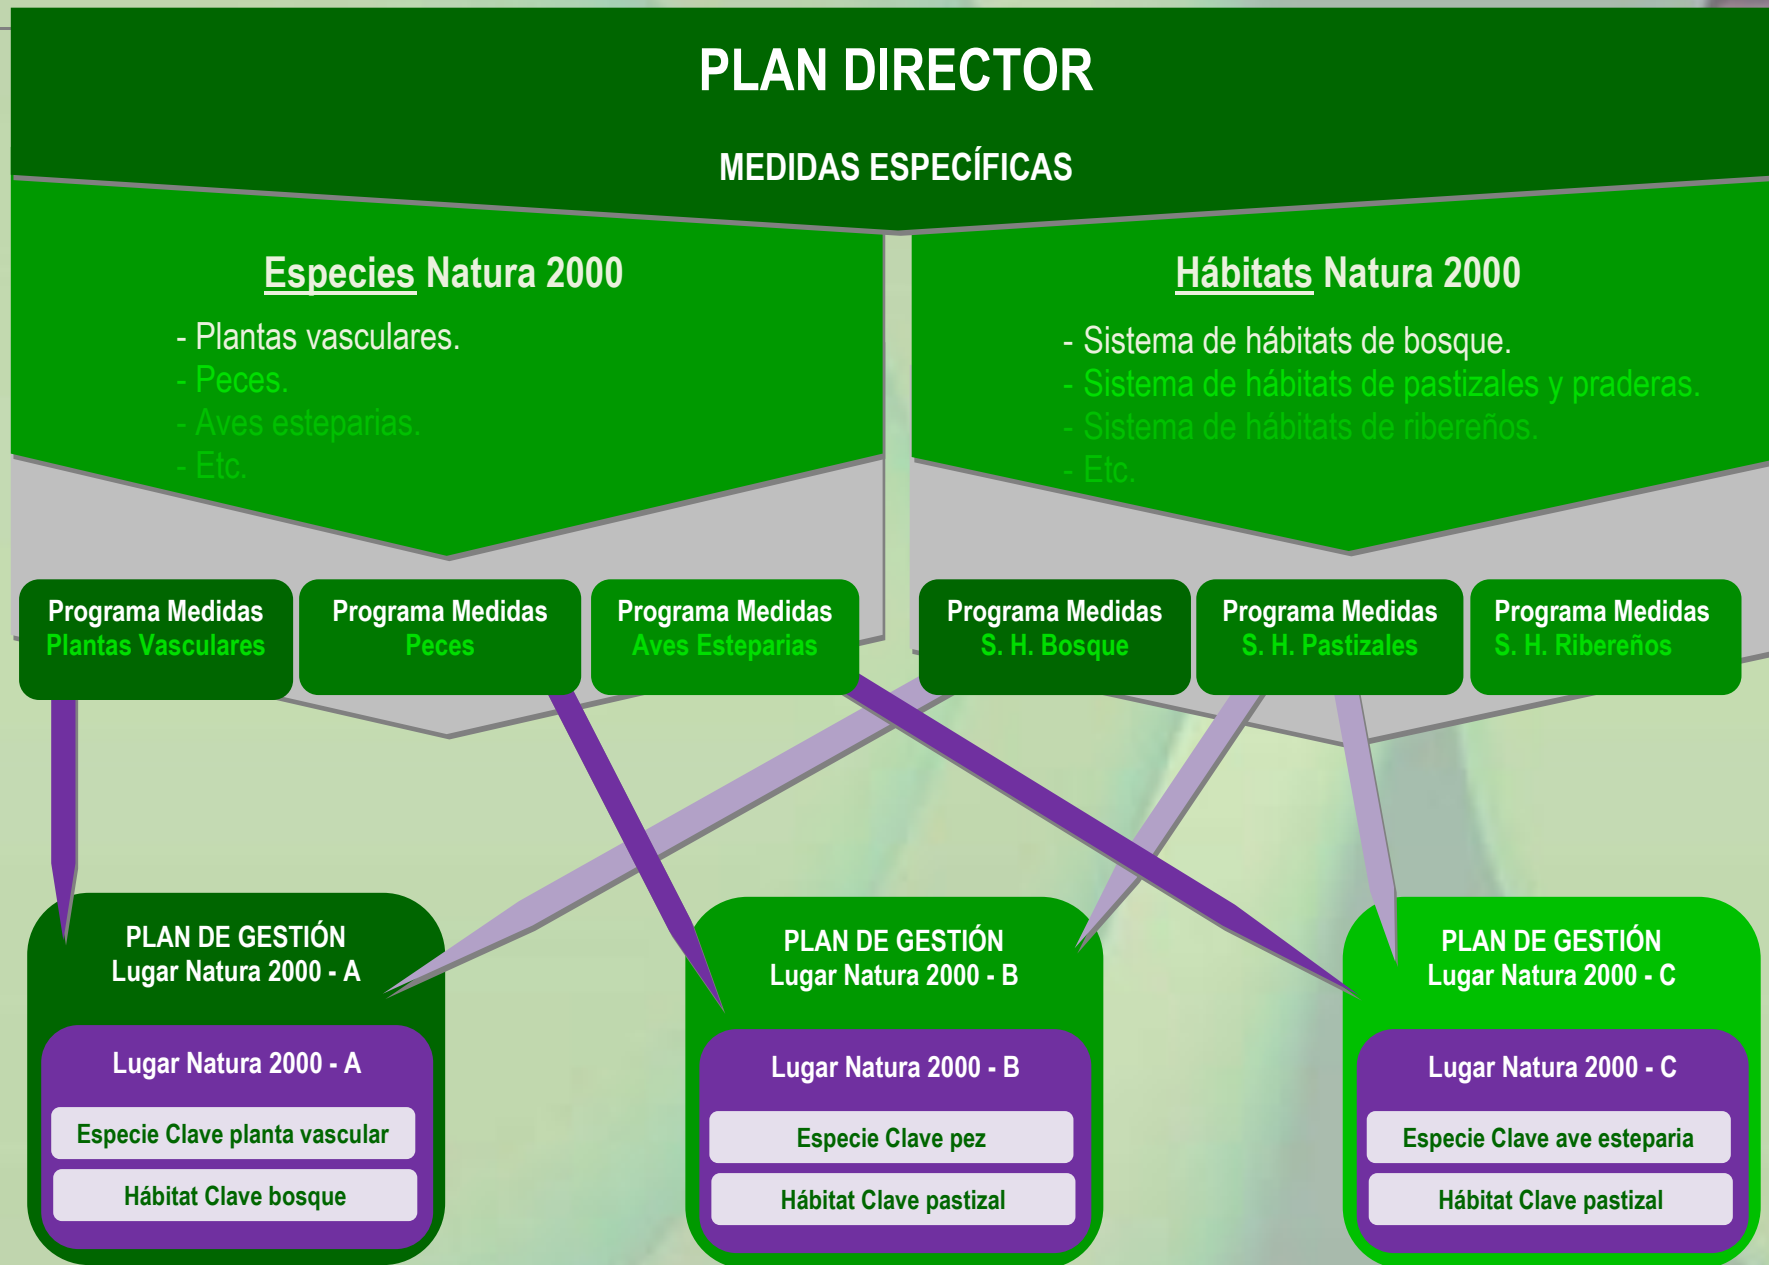 PLAN DIRECTOR
MEDIDAS ESPECÍFICAS
Especies Natura 2000
- Plantas vasculares.
- Peces.
- Aves esteparias.
- Etc.
Hábitats Natura 2000
- Sistema de hábitats de bosque.
- Sistema de hábitats de pastizales y praderas.
- Sistema de hábitats de ribereños.
- Etc.
Programa Medidas
Plantas Vasculares
Programa Medidas
Peces
Programa Medidas
Aves Esteparias
Programa Medidas
S. H. Bosque
Programa Medidas
S. H. Pastizales
Programa Medidas
S. H. Ribereños
PLAN DE GESTIÓN
Lugar Natura 2000 - A
Lugar Natura 2000 - A
Especie Clave planta vascular
Hábitat Clave bosque
PLAN DE GESTIÓN
Lugar Natura 2000 - B
Lugar Natura 2000 - B
Especie Clave pez
Hábitat Clave pastizal
PLAN DE GESTIÓN
Lugar Natura 2000 - C
Lugar Natura 2000 - C
Especie Clave ave esteparia
Hábitat Clave pastizal